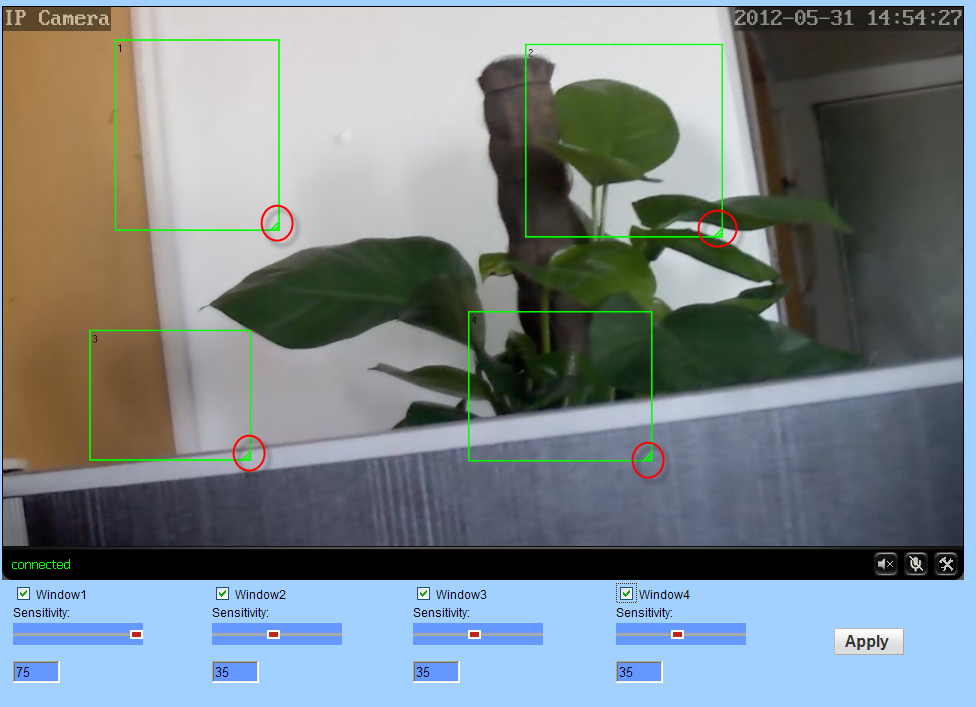 IP Camera
2012-05-31 14:54:27
1
2
3
connected
Window1
Window2
Window3
Window4
Sensitivity:
Sensitivity:
Sensitivity:
Sensitivity:
Apply
75
35
35
35